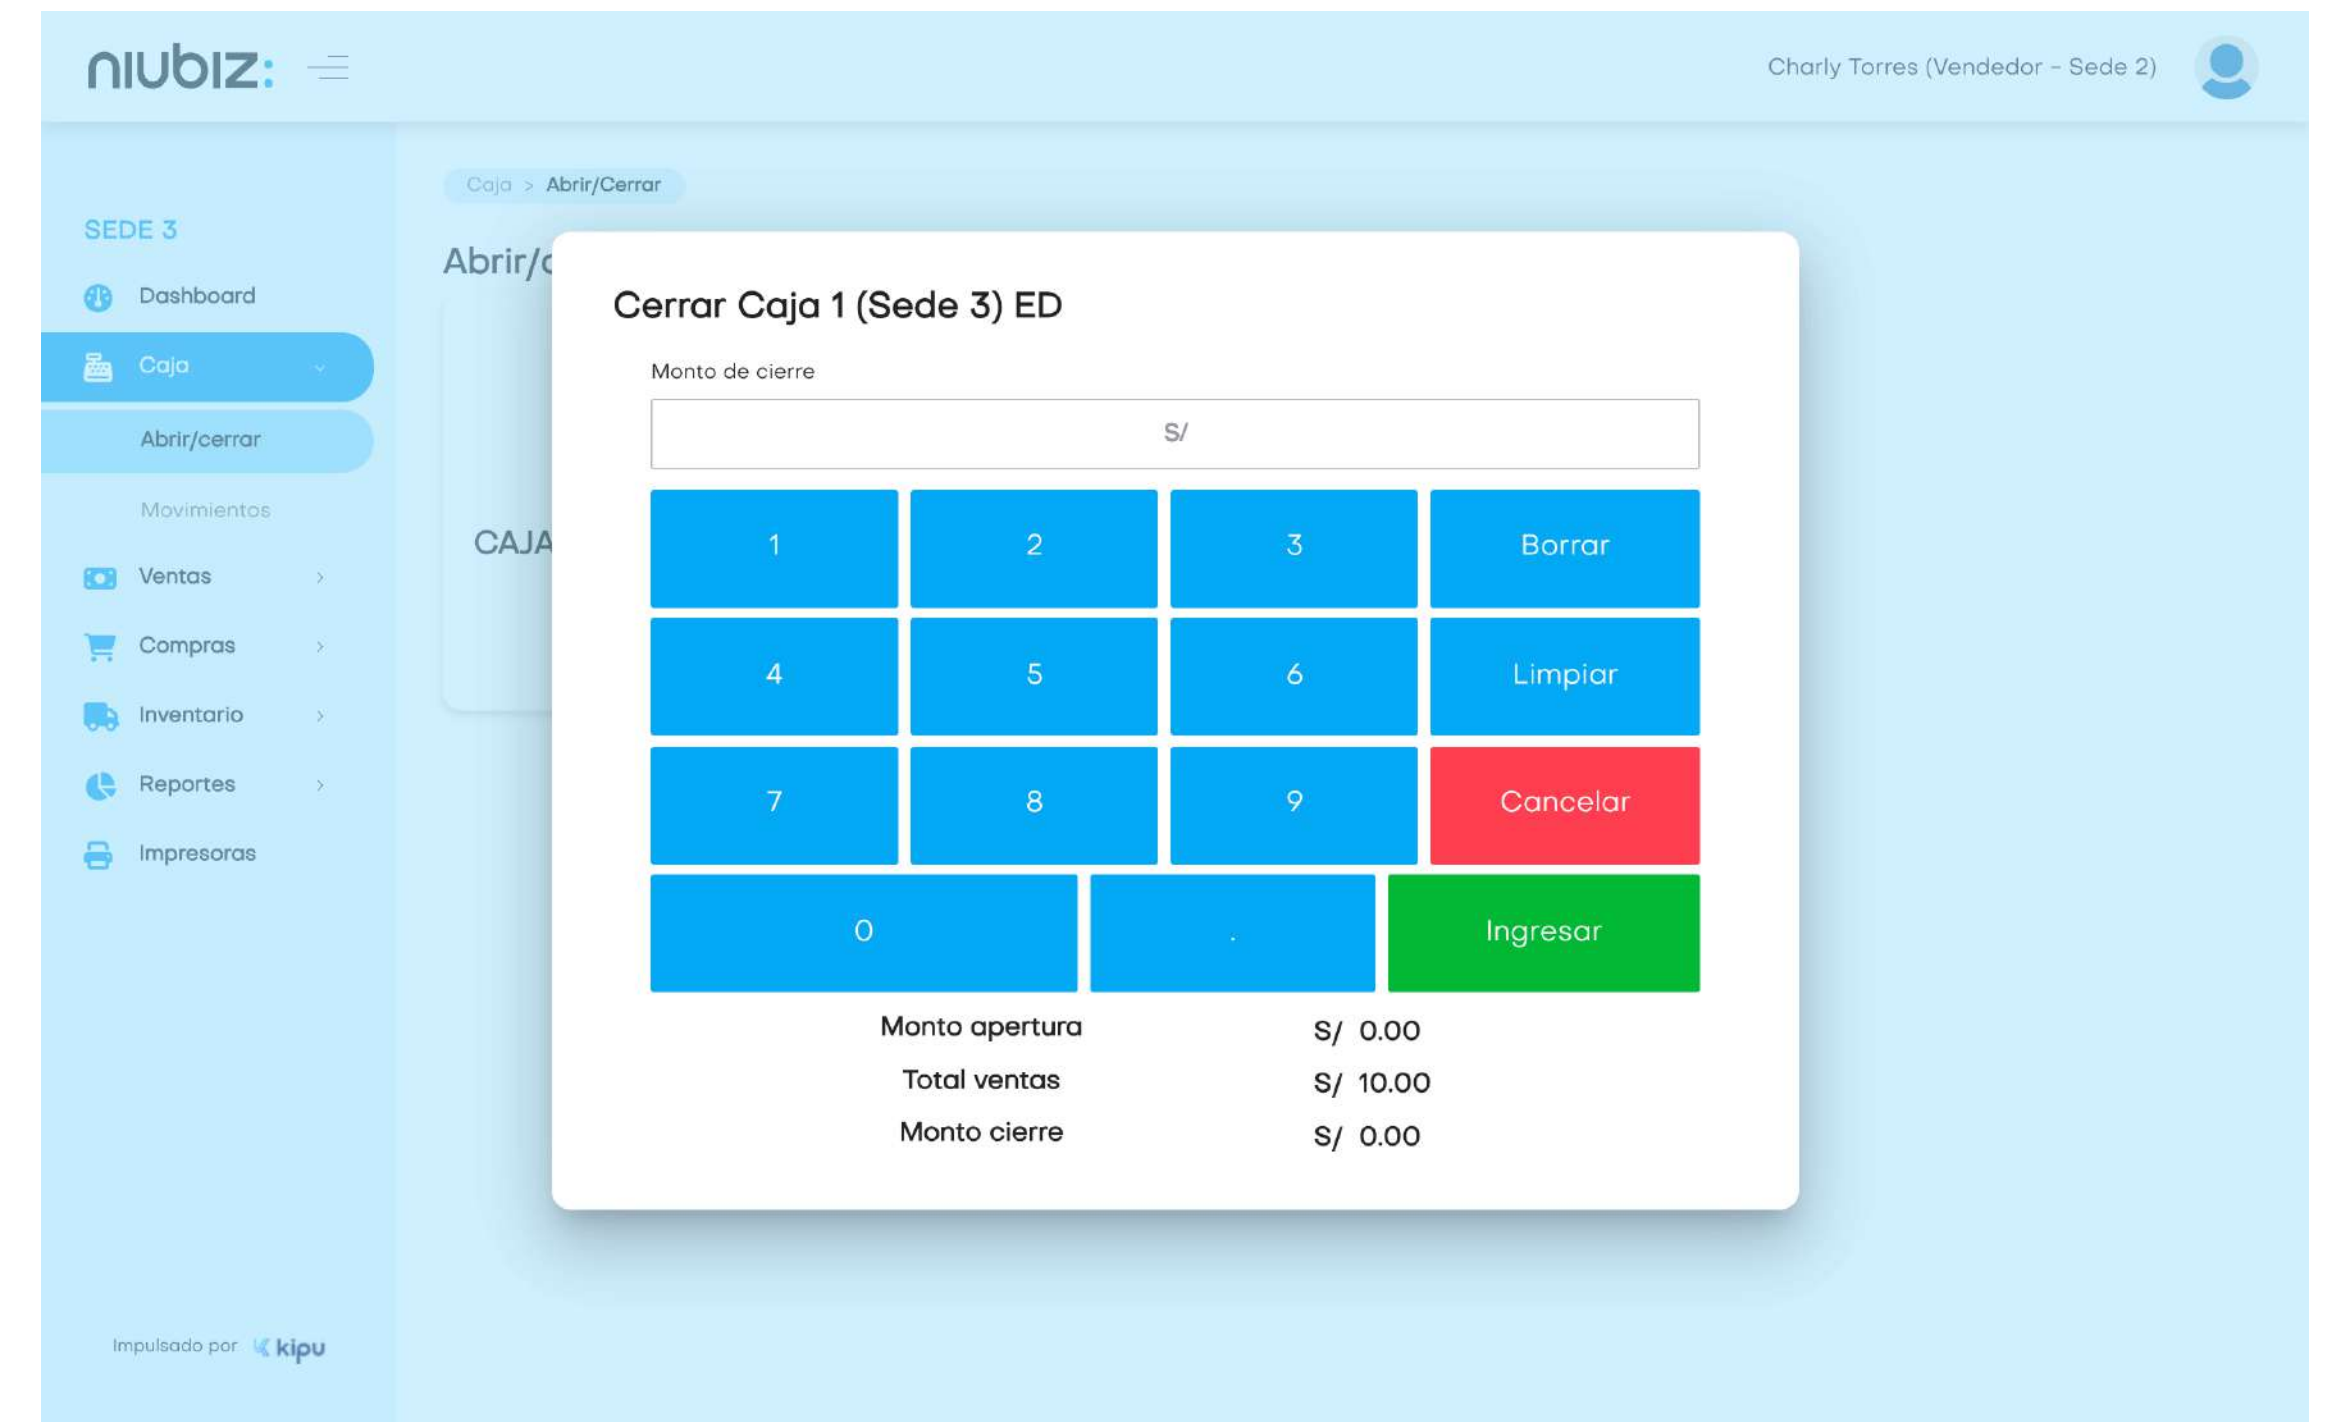 niubiz:
Charly Torres (Vendedor - Sede 2)
Caja > Abrir/Cerrar
SEDE 3
Abrir/c
Dashboard
Caja
Abrir/cerrar
Movimientos
Ventas
Compras
Inventario
Reportes
Impresoras
CAJA
Cerrar Caja 1 (Sede 3) ED
Monto de cierre
S/
1 2 3 Borrar
4 5 6 Limpiar
7 8 9 Cancelar
0 . Ingresar
Monto apertura S/ 0.00
Total ventas S/ 10.00
Monto cierre S/ 0.00
Impulsado por kipu